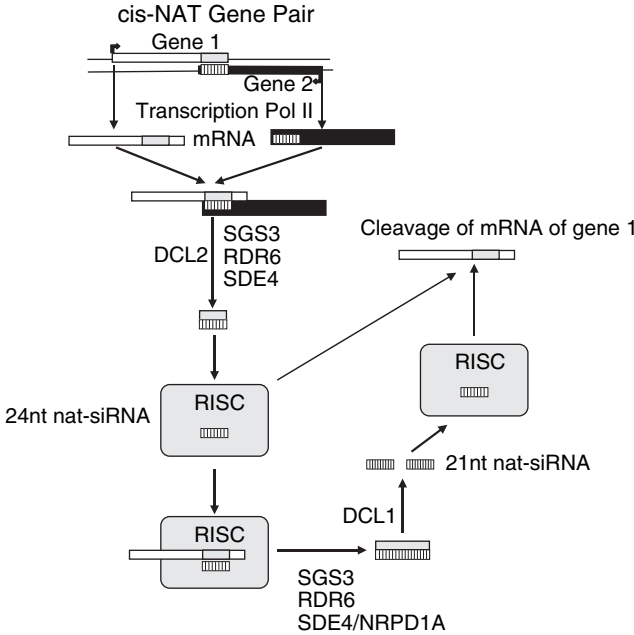 cis-NAT Gene Pair
Gene 1
Gene 2
Transcription Pol II
mRNA
DCL2
SGS3
RDR6
SDE4
Cleavage of mRNA of gene 1
RISC
24nt nat-siRNA
RISC
21nt nat-siRNA
DCL1
RISC
SGS3
RDR6
SDE4/NRPD1A